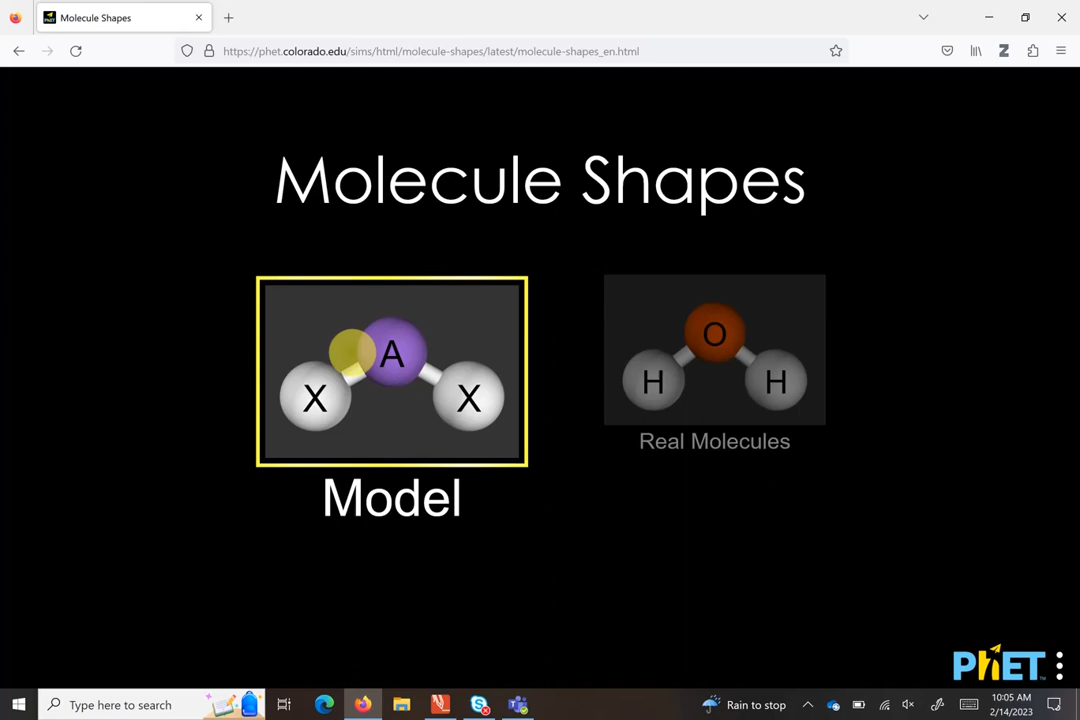 Molecule Shapes
https://phet.colorado.edu/sims/html/molecule-shapes/latest/molecule-shapes_en.html
Z
Molecule Shapes
A
X X
Model
O
H H
Real Molecules
PhET
Type here to search
Rain to stop
10:05 AM
2/14/2023